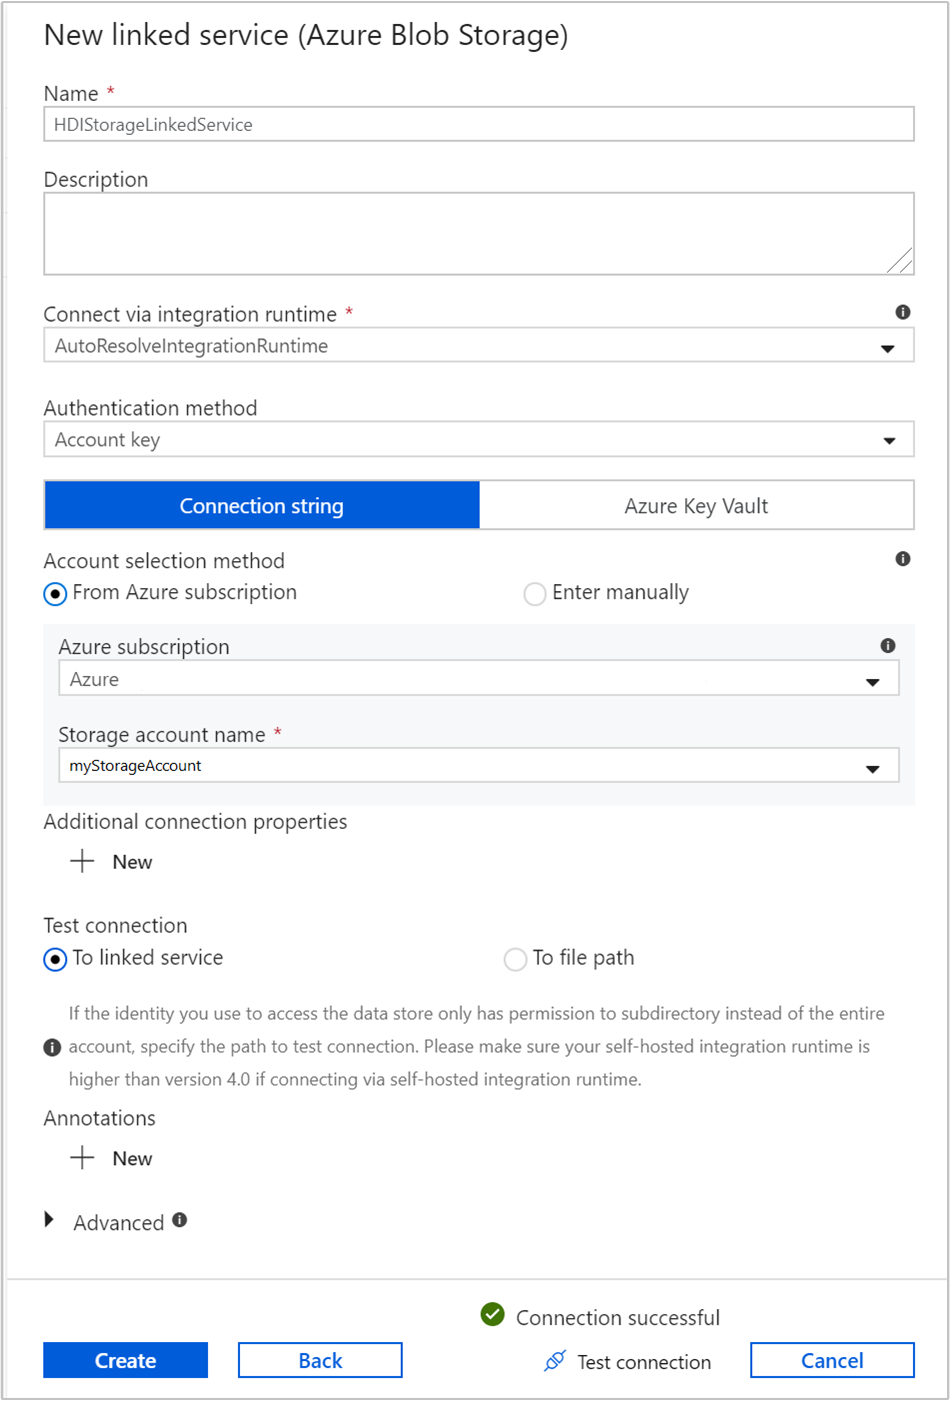 New linked service (Azure Blob Storage)
Name *
HDIStorageLinkedService
Description
Connect via integration runtime *
AutoResolveIntegrationRuntime
Authentication method
Account key
Connection string
Azure Key Vault
Account selection method
From Azure subscription
Enter manually
Azure subscription
Azure
Storage account name *
myStorageAccount
Additional connection properties
New
Test connection
To linked service
To file path
If the identity you use to access the data store only has permission to subdirectory instead of the entire
account, specify the path to test connection. Please make sure your self-hosted integration runtime is
higher than version 4.0 if connecting via self-hosted integration runtime.
Annotations
New
Advanced
Connection successful
Create
Back
Test connection
Cancel